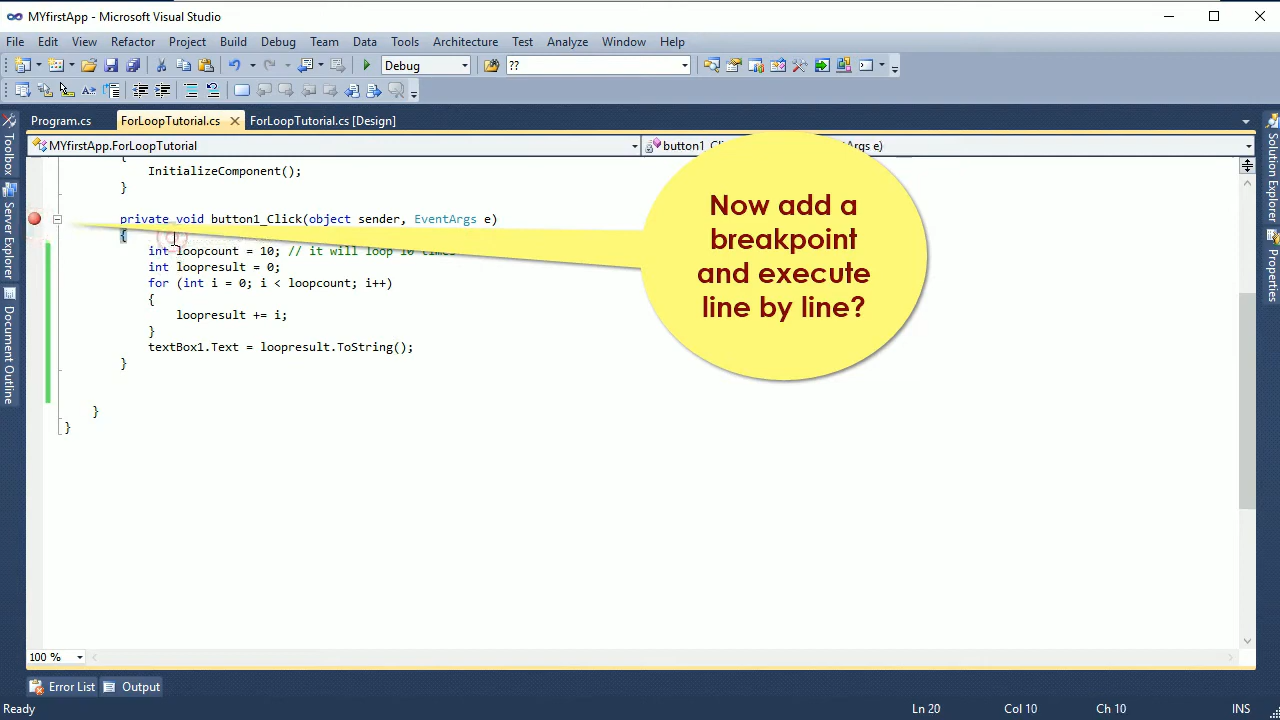 MYfirstApp - Microsoft Visual Studio
File Edit View Refactor Project Build Debug Team Data Tools Architecture Test Analyze Window Help
Debug ??
Program.cs ForLoopTutorial.cs ForLoopTutorial.cs [Design]
MYfirstApp.ForLoopTutorial button1_Cli Args e)
{
InitializeComponent();
}
private void button1_Click(object sender, EventArgs e)
{
int loopcount = 10; // it will loop 10 times
int loopresult = 0;
for (int i = 0; i < loopcount; i++)
{
loopresult += i;
}
textBox1.Text = loopresult.ToString();
}
}
}
Now add a
breakpoint
and execute
line by line?
Toolbox
Server Explorer
Document Outline
Solution Explorer
Properties
100 %
Error List Output
Ready Ln 20 Col 10 Ch 10 INS